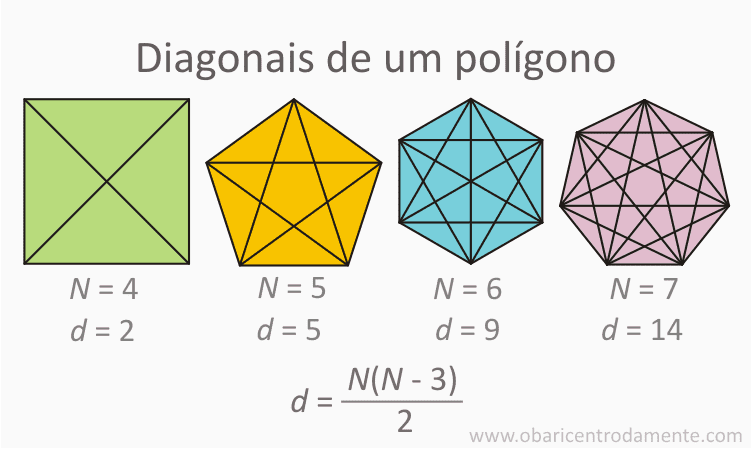 Diagonais de um polígono
N = 4 N = 5 N = 6 N = 7
d = 2 d = 5 d = 9 d = 14
d = N(N - 3)
2
www.obaricentrodamente.com